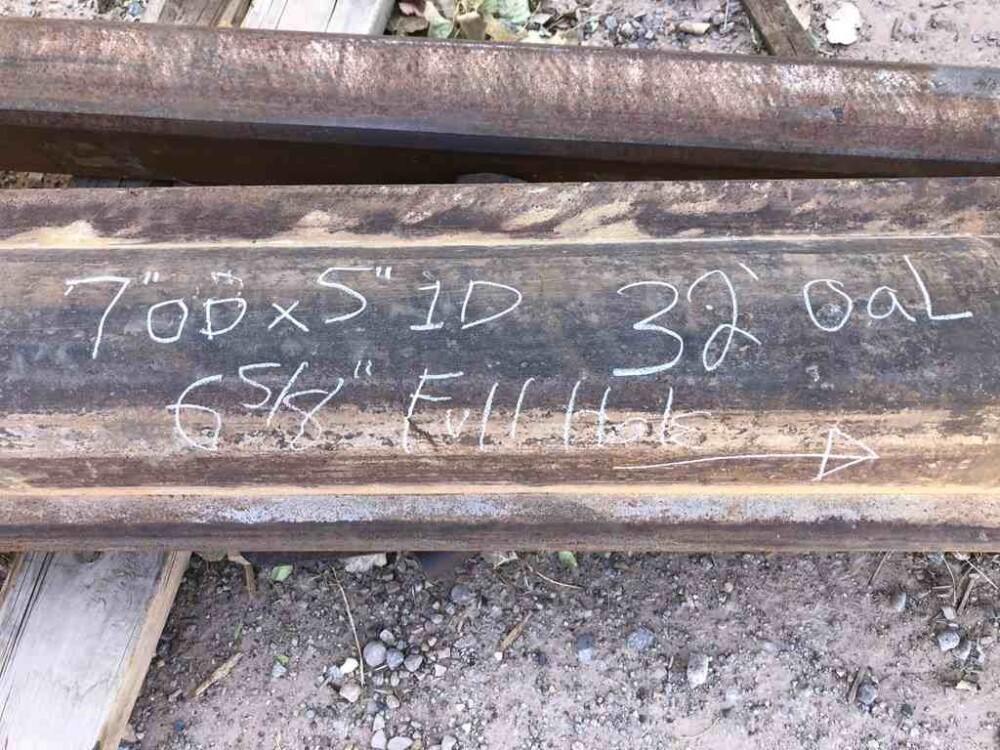 7"OD x 5" ID 32' OaL
6 5/8" Full Hole